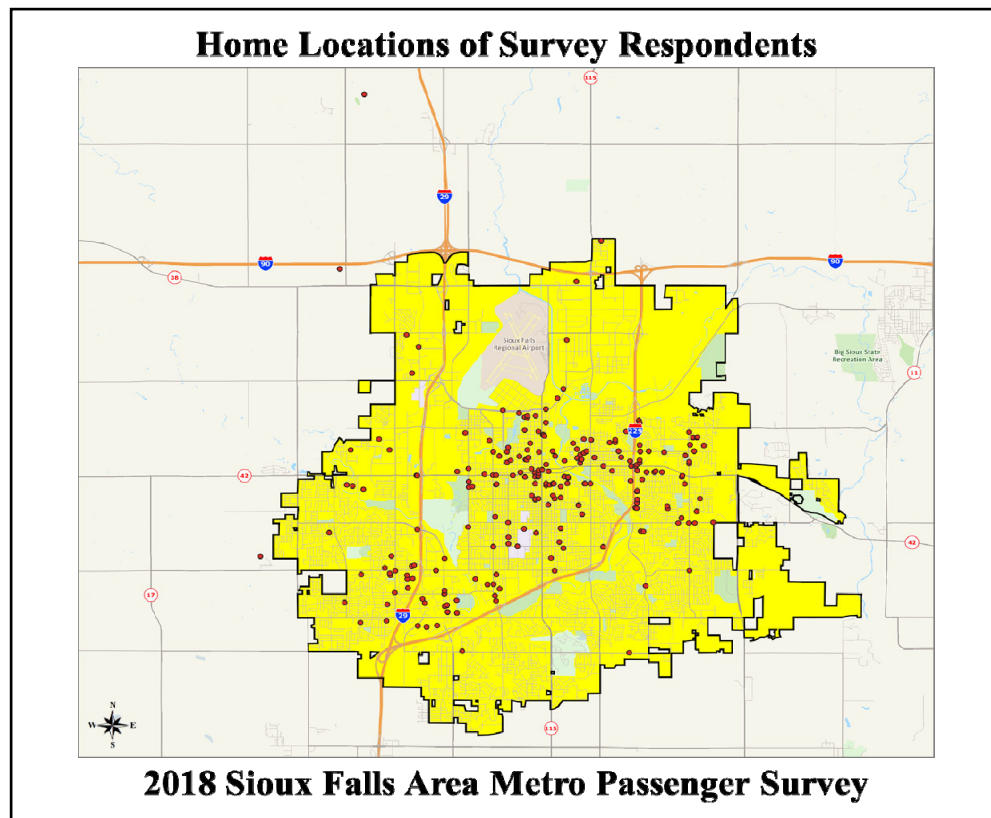 Home Locations of Survey Respondents
115
29
90
90
38
Sioux Falls
Regional Airport
Big Sioux State
Recreation Area
11
229
42
42
17
29
115
N
W E
S
2018 Sioux Falls Area Metro Passenger Survey